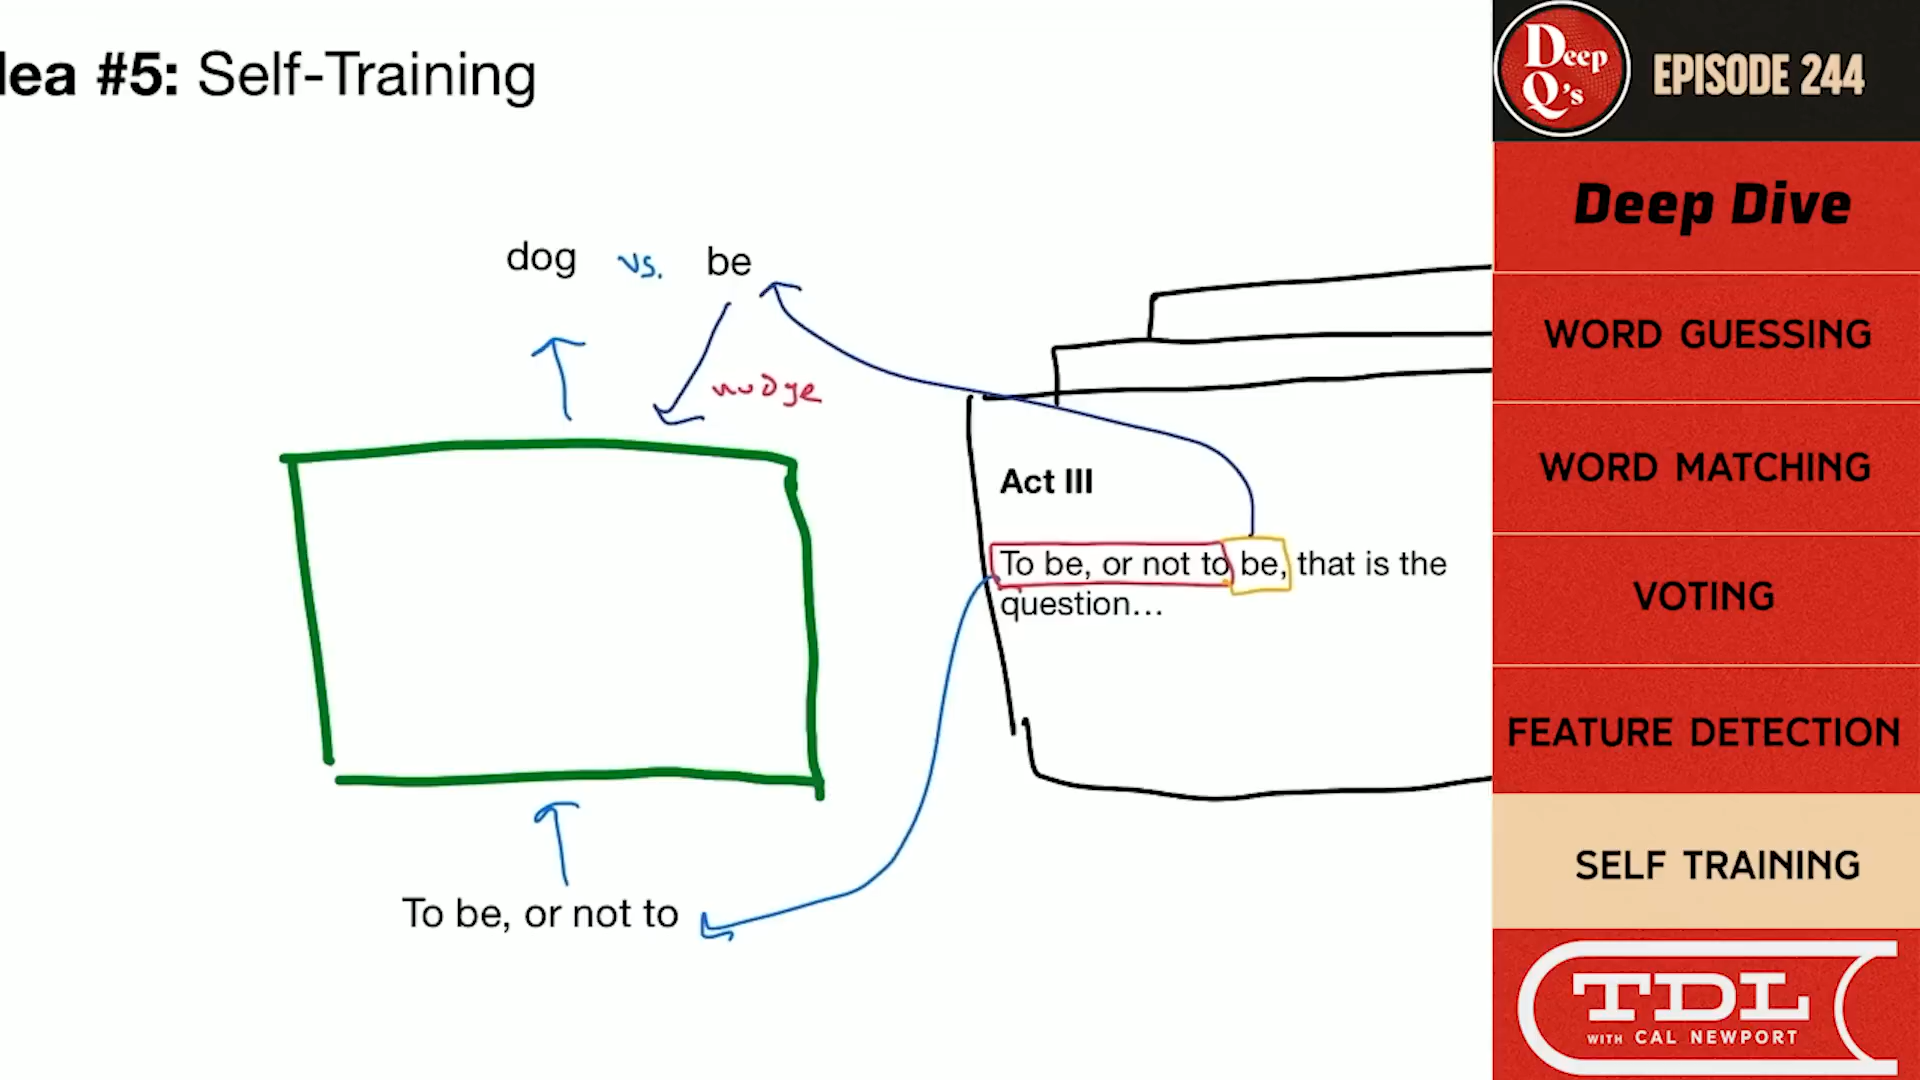 lea #5: Self-Training
dog vs. be
nudge
Act III
To be, or not to be, that is the
question...
To be, or not to
Deep
Q's
EPISODE 244
Deep Dive
WORD GUESSING
WORD MATCHING
VOTING
FEATURE DETECTION
SELF TRAINING
TDL
WITH CAL NEWPORT